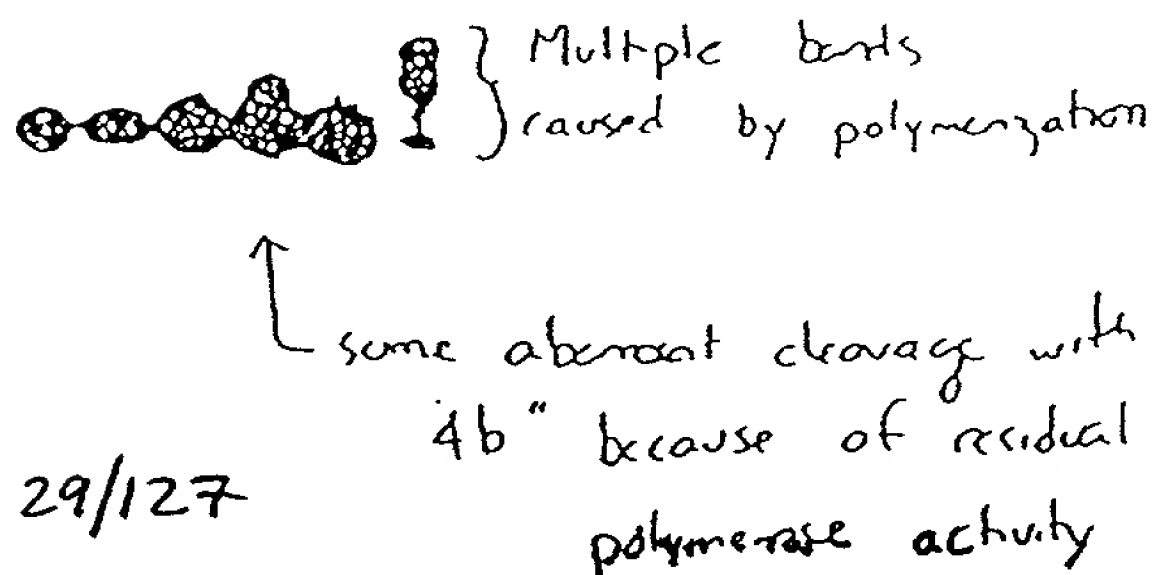 Multiple bands
caused by polymerization
some aberrant cleavage with
4b" because of residual
29/127
polymerase activity